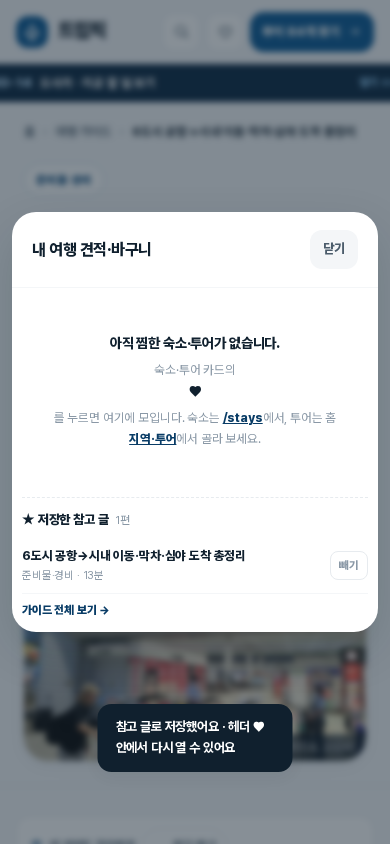 내 여행 견적·바구니
닫기
아직 찜한 숙소·투어가 없습니다.
숙소·투어 카드의
♥
를 누르면 여기에 모입니다. 숙소는 /stays에서, 투어는 홈
지역·투어에서 골라 보세요.
★ 저장한 참고 글 1편
6도시 공항→시내 이동·막차·심야 도착 총정리
준비물·경비 · 13분
빼기
가이드 전체 보기 →
참고 글로 저장했어요 · 헤더 ♥
안에서 다시 열 수 있어요